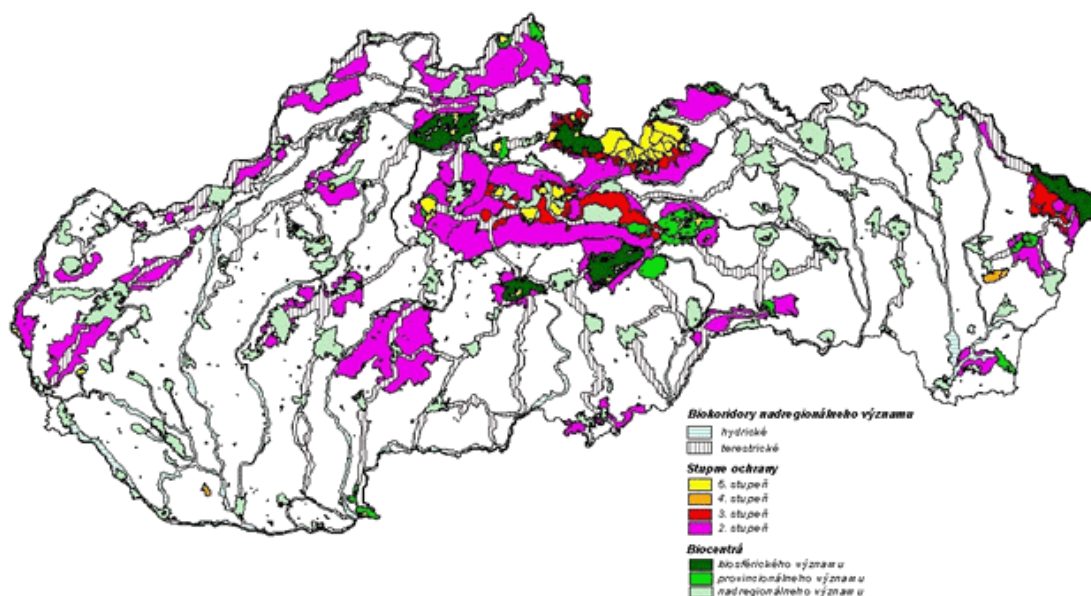 Biokoridory nadregionálneho významu
hydrické
terestrické
Stupne ochrany
5. stupeň
4. stupeň
3. stupeň
2. stupeň
Biocentrá
biosférického významu
provincionálneho významu
nadregionálneho významu